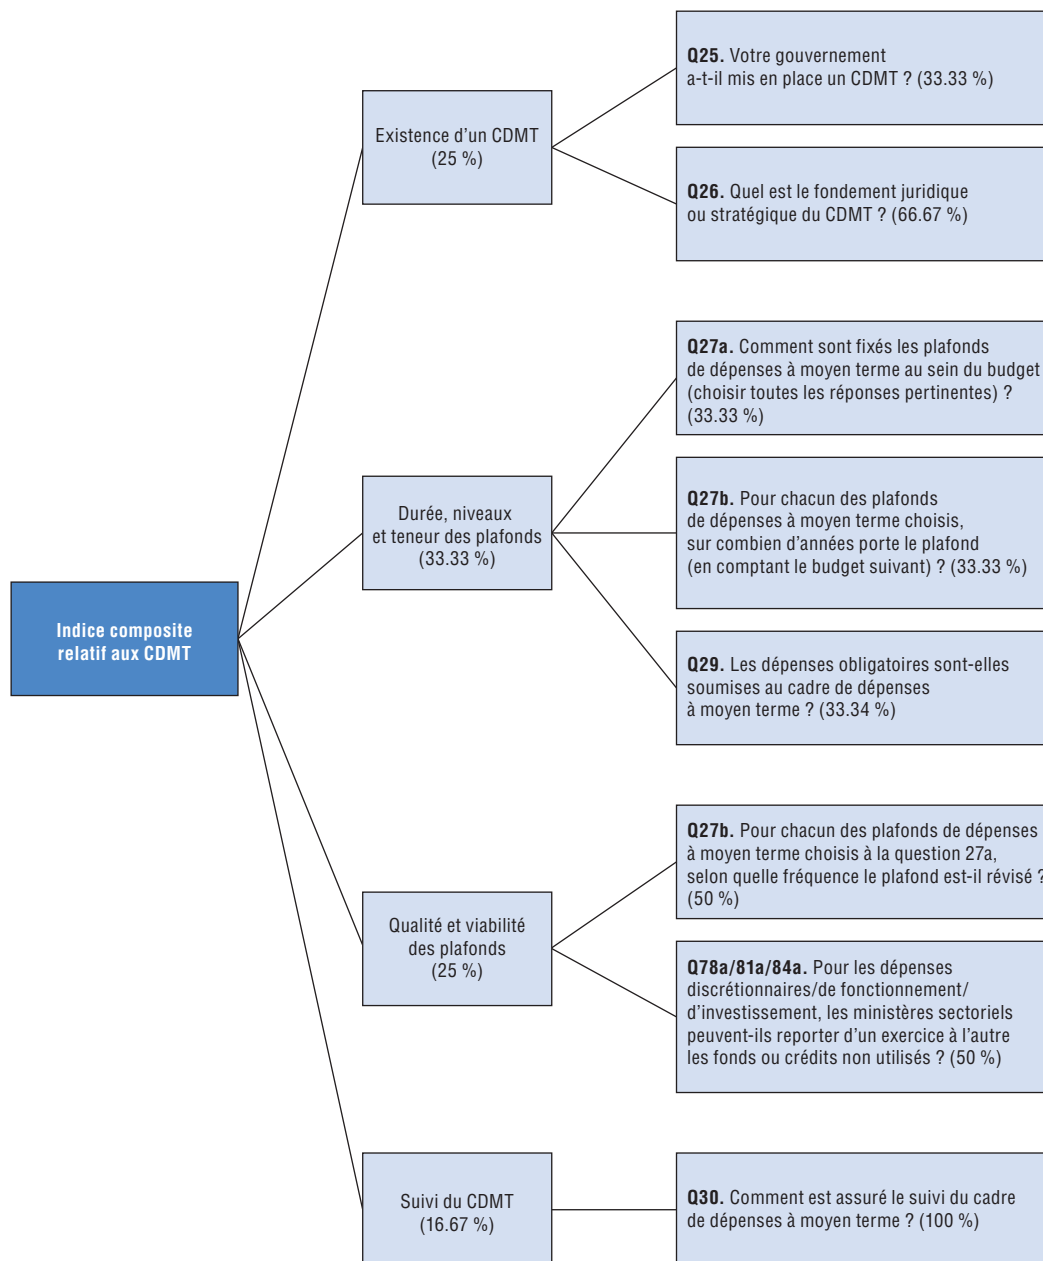 Indice composite
relatif aux CDMT
Existence d'un CDMT
(25 %)
Q25. Votre gouvernement
a-t-il mis en place un CDMT ? (33.33 %)
Q26. Quel est le fondement juridique
ou stratégique du CDMT ? (66.67 %)
Durée, niveaux
et teneur des plafonds
(33.33 %)
Q27a. Comment sont fixés les plafonds
de dépenses à moyen terme au sein du budget
(choisir toutes les réponses pertinentes) ?
(33.33 %)
Q27b. Pour chacun des plafonds
de dépenses à moyen terme choisis,
sur combien d'années porte le plafond
(en comptant le budget suivant) ? (33.33 %)
Q29. Les dépenses obligatoires sont-elles
soumises au cadre de dépenses
à moyen terme ? (33.34 %)
Qualité et viabilité
des plafonds
(25 %)
Q27b. Pour chacun des plafonds de dépenses
à moyen terme choisis à la question 27a,
selon quelle fréquence le plafond est-il révisé ?
(50 %)
Q78a/81a/84a. Pour les dépenses
discrétionnaires/de fonctionnement/
d'investissement, les ministères sectoriels
peuvent-ils reporter d'un exercice à l'autre
les fonds ou crédits non utilisés ? (50 %)
Suivi du CDMT
(16.67 %)
Q30. Comment est assuré le suivi du cadre
de dépenses à moyen terme ? (100 %)